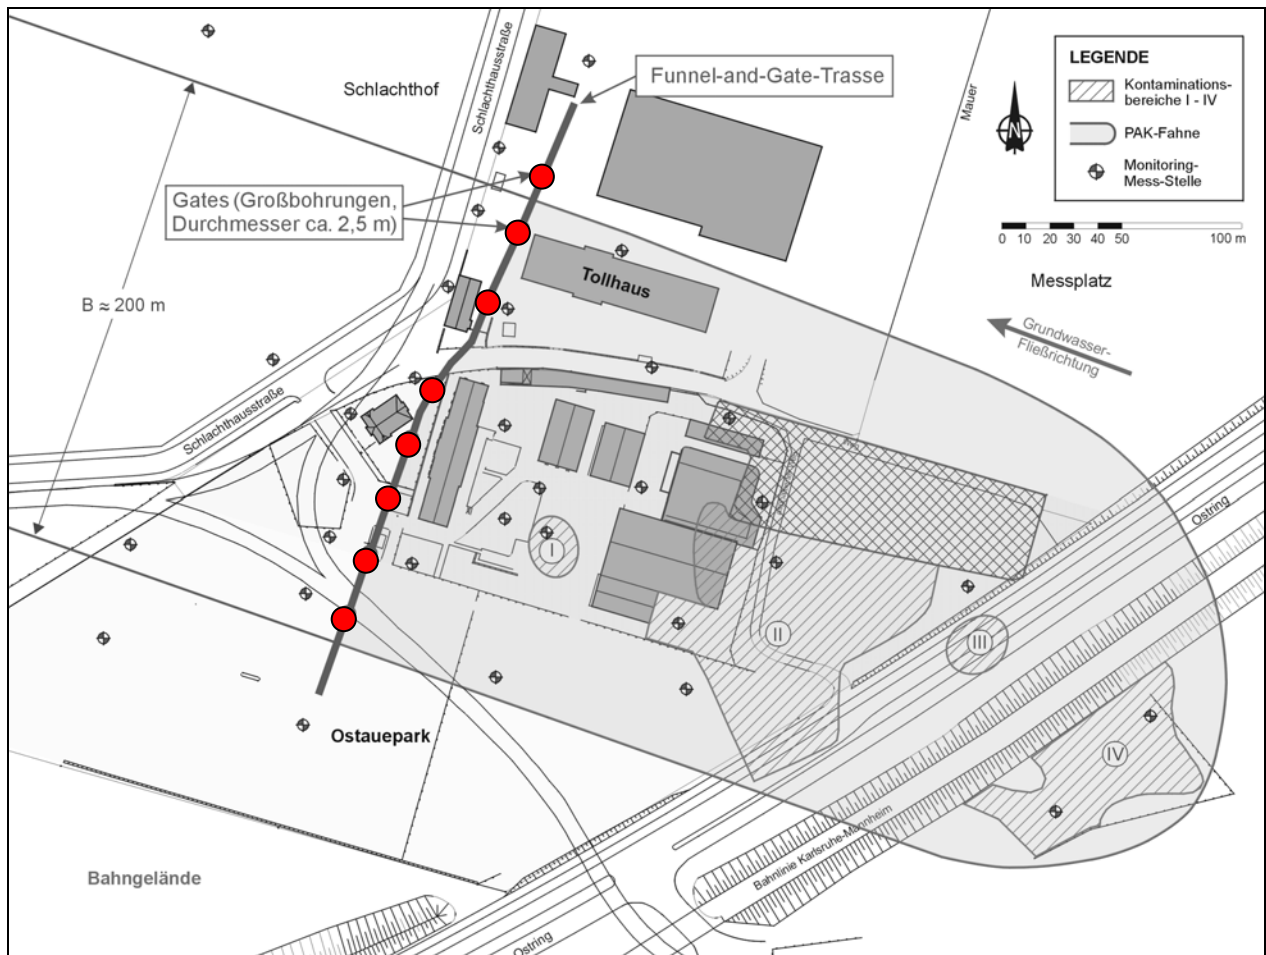 Schlachthof
Schlachthausstraße
Funnel-and-Gate-Trasse
Mauer
LEGENDE
Kontaminations-
bereiche I - IV
PAK-Fahne
Monitoring-
Mess-Stelle
N
0 10 20 30 40 50 100 m
Gates (Großbohrungen,
Durchmesser ca. 2,5 m)
Tollhaus
Messplatz
B ≈ 200 m
Grundwasser-
Fließrichtung
Schlachthausstraße
Ostring
I
II
III
IV
Ostauepark
Bahnlinie Karlsruhe-Mannheim
Bahngelände
Ostring